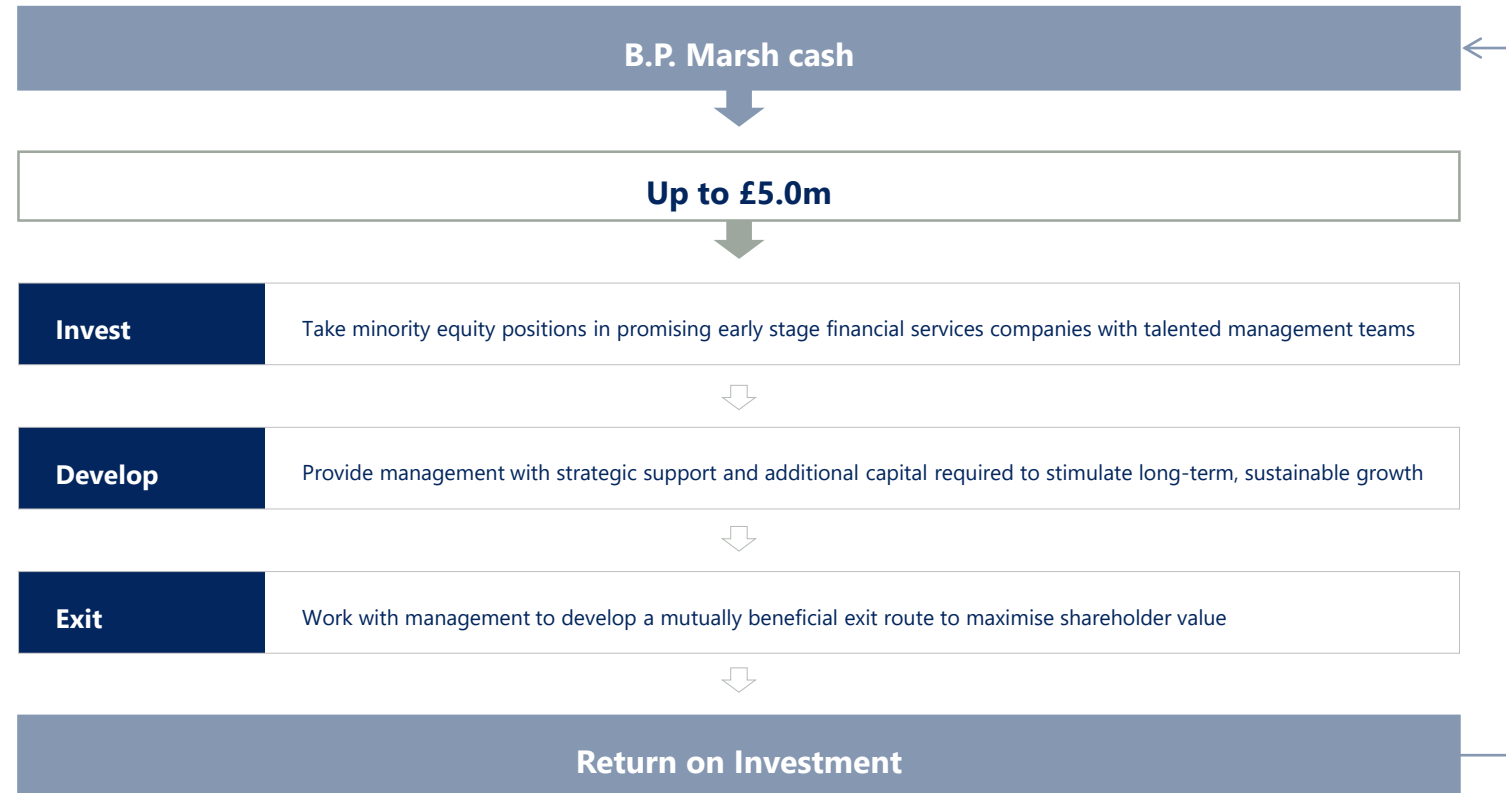 B.P. Marsh cash
Up to £5.0m
Invest
Take minority equity positions in promising early stage financial services companies with talented management teams
Develop
Provide management with strategic support and additional capital required to stimulate long-term, sustainable growth
Exit
Work with management to develop a mutually beneficial exit route to maximise shareholder value
Return on Investment